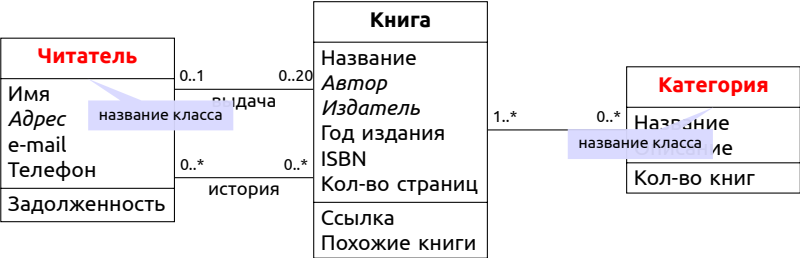 Читатель
Имя
Адрес
e-mail
Телефон
Задолженность
название класса
0..1
0..20
выдача
0..*
0..*
история
Книга
Название
Автор
Издатель
Год издания
ISBN
Кол-во страниц
Ссылка
Похожие книги
1..*
0..*
Категория
Название
название класса
Кол-во книг